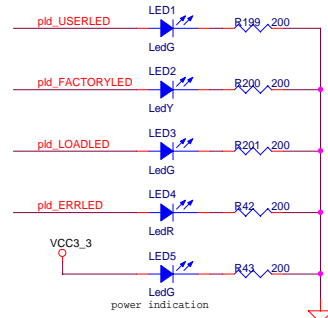 LED1
pld_USERLED
R199 200
LedG
LED2
pld_FACTORYLED
R200 200
LedY
LED3
pld_LOADLED
R201 200
LedG
LED4
pld_ERRLED
R42 200
LedR
VCC3_3
LED5
R43 200
LedG
power indication